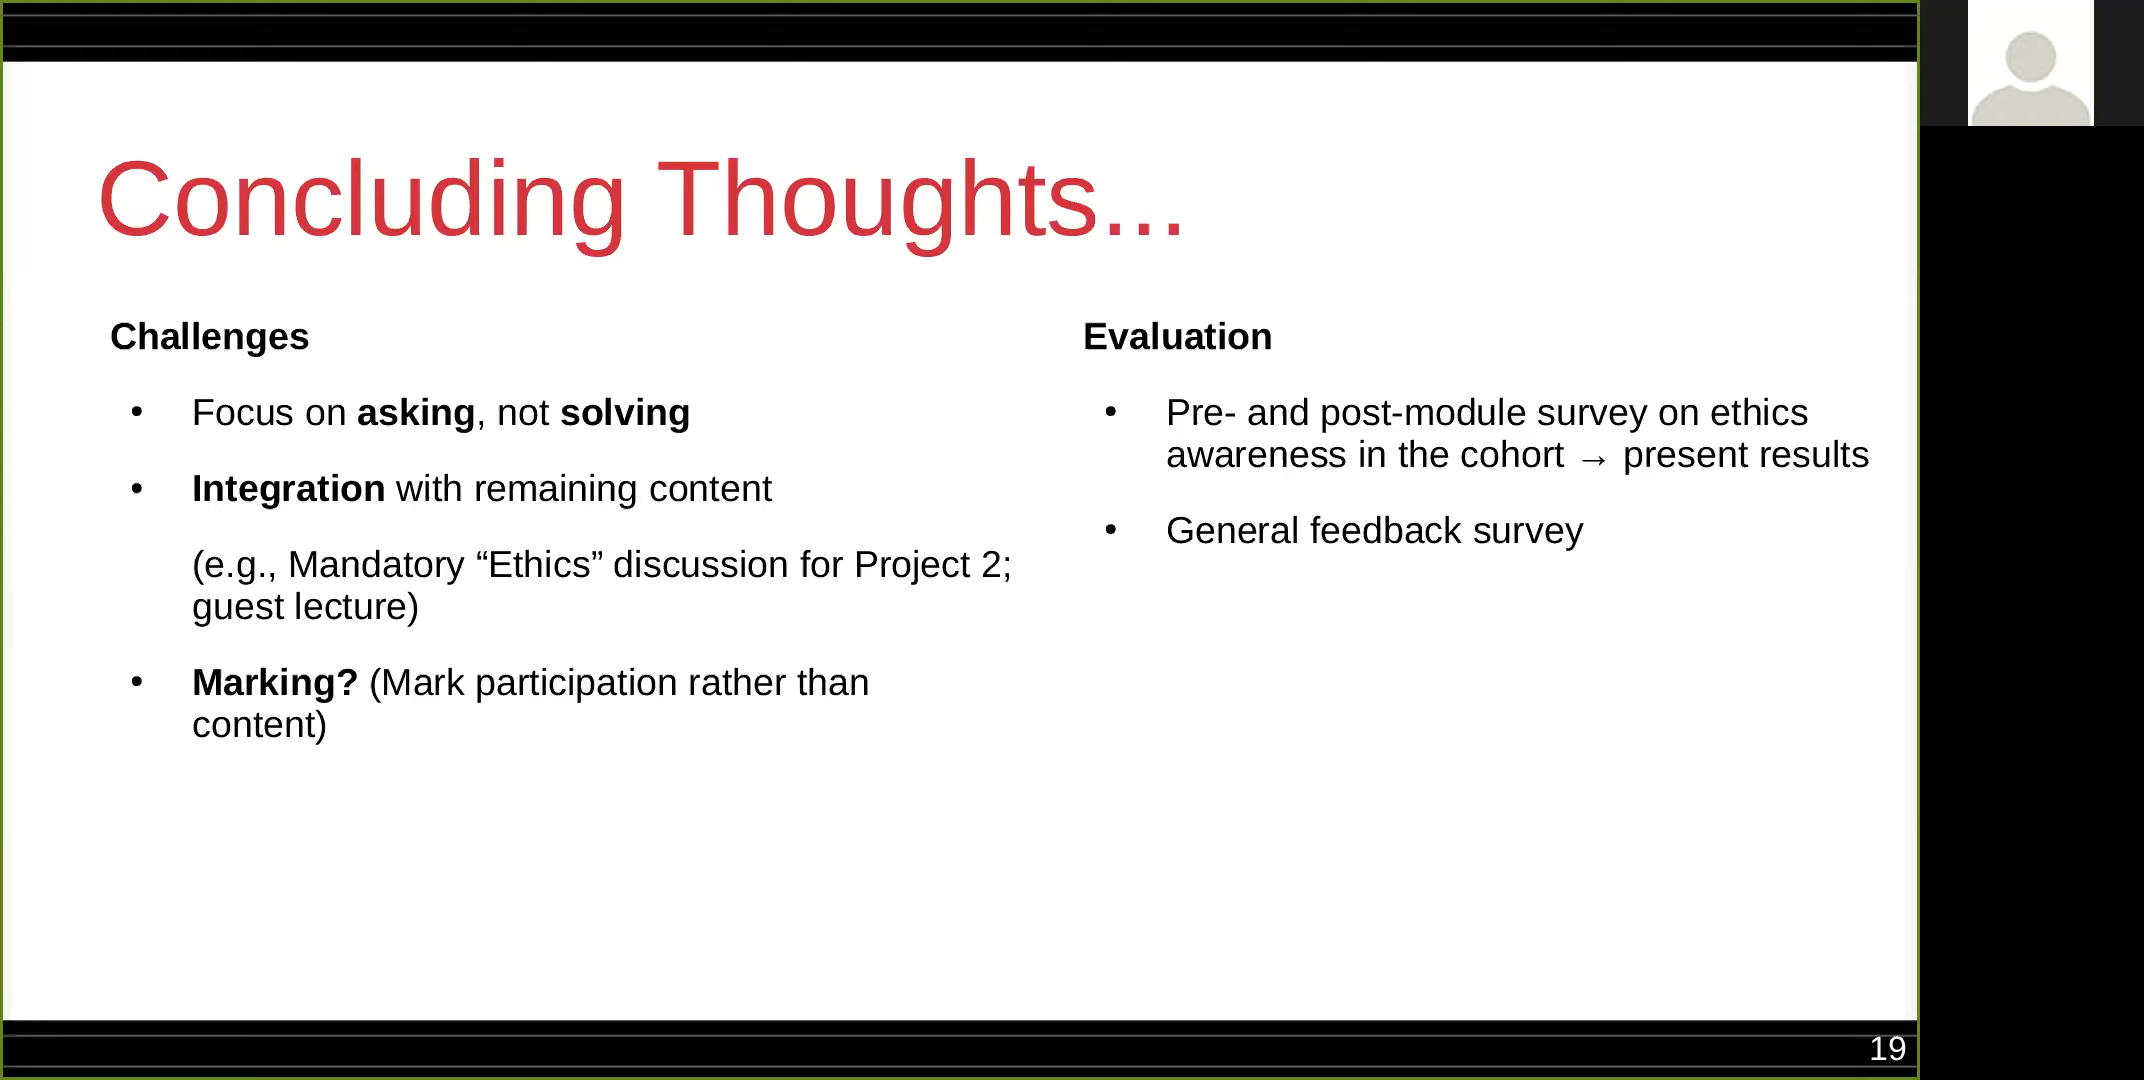 Concluding Thoughts...
Challenges
• Focus on asking, not solving
• Integration with remaining content
(e.g., Mandatory “Ethics” discussion for Project 2;
guest lecture)
• Marking? (Mark participation rather than
content)
Evaluation
• Pre- and post-module survey on ethics
awareness in the cohort → present results
• General feedback survey
19